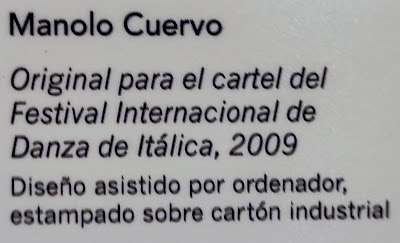 Manolo Cuervo
Original para el cartel del
Festival Internacional de
Danza de Itálica, 2009
Diseño asistido por ordenador,
estampado sobre cartón industrial